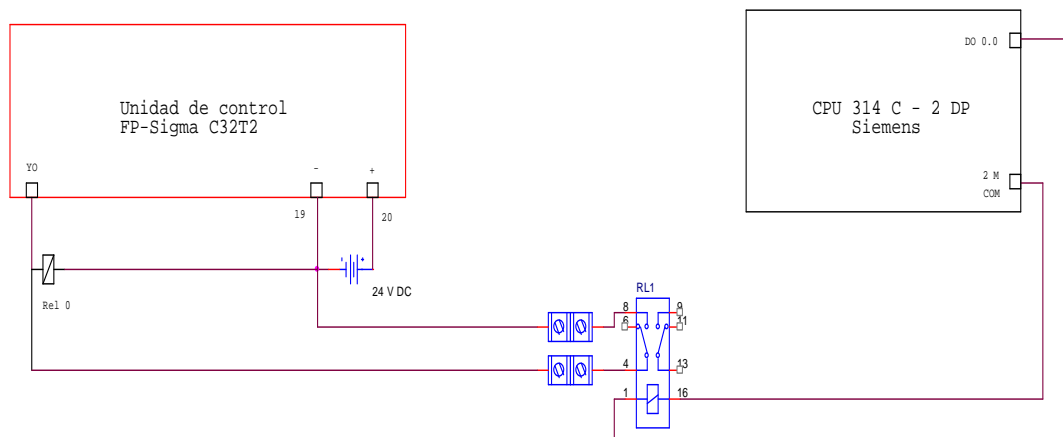 Unidad de control
FP-Sigma C32T2
Y0
-
+
19
20
Rel 0
-
+
24 V DC
DO 0.0
CPU 314 C - 2 DP
Siemens
2 M
COM
RL1
8
9
6
11
4
13
1
16